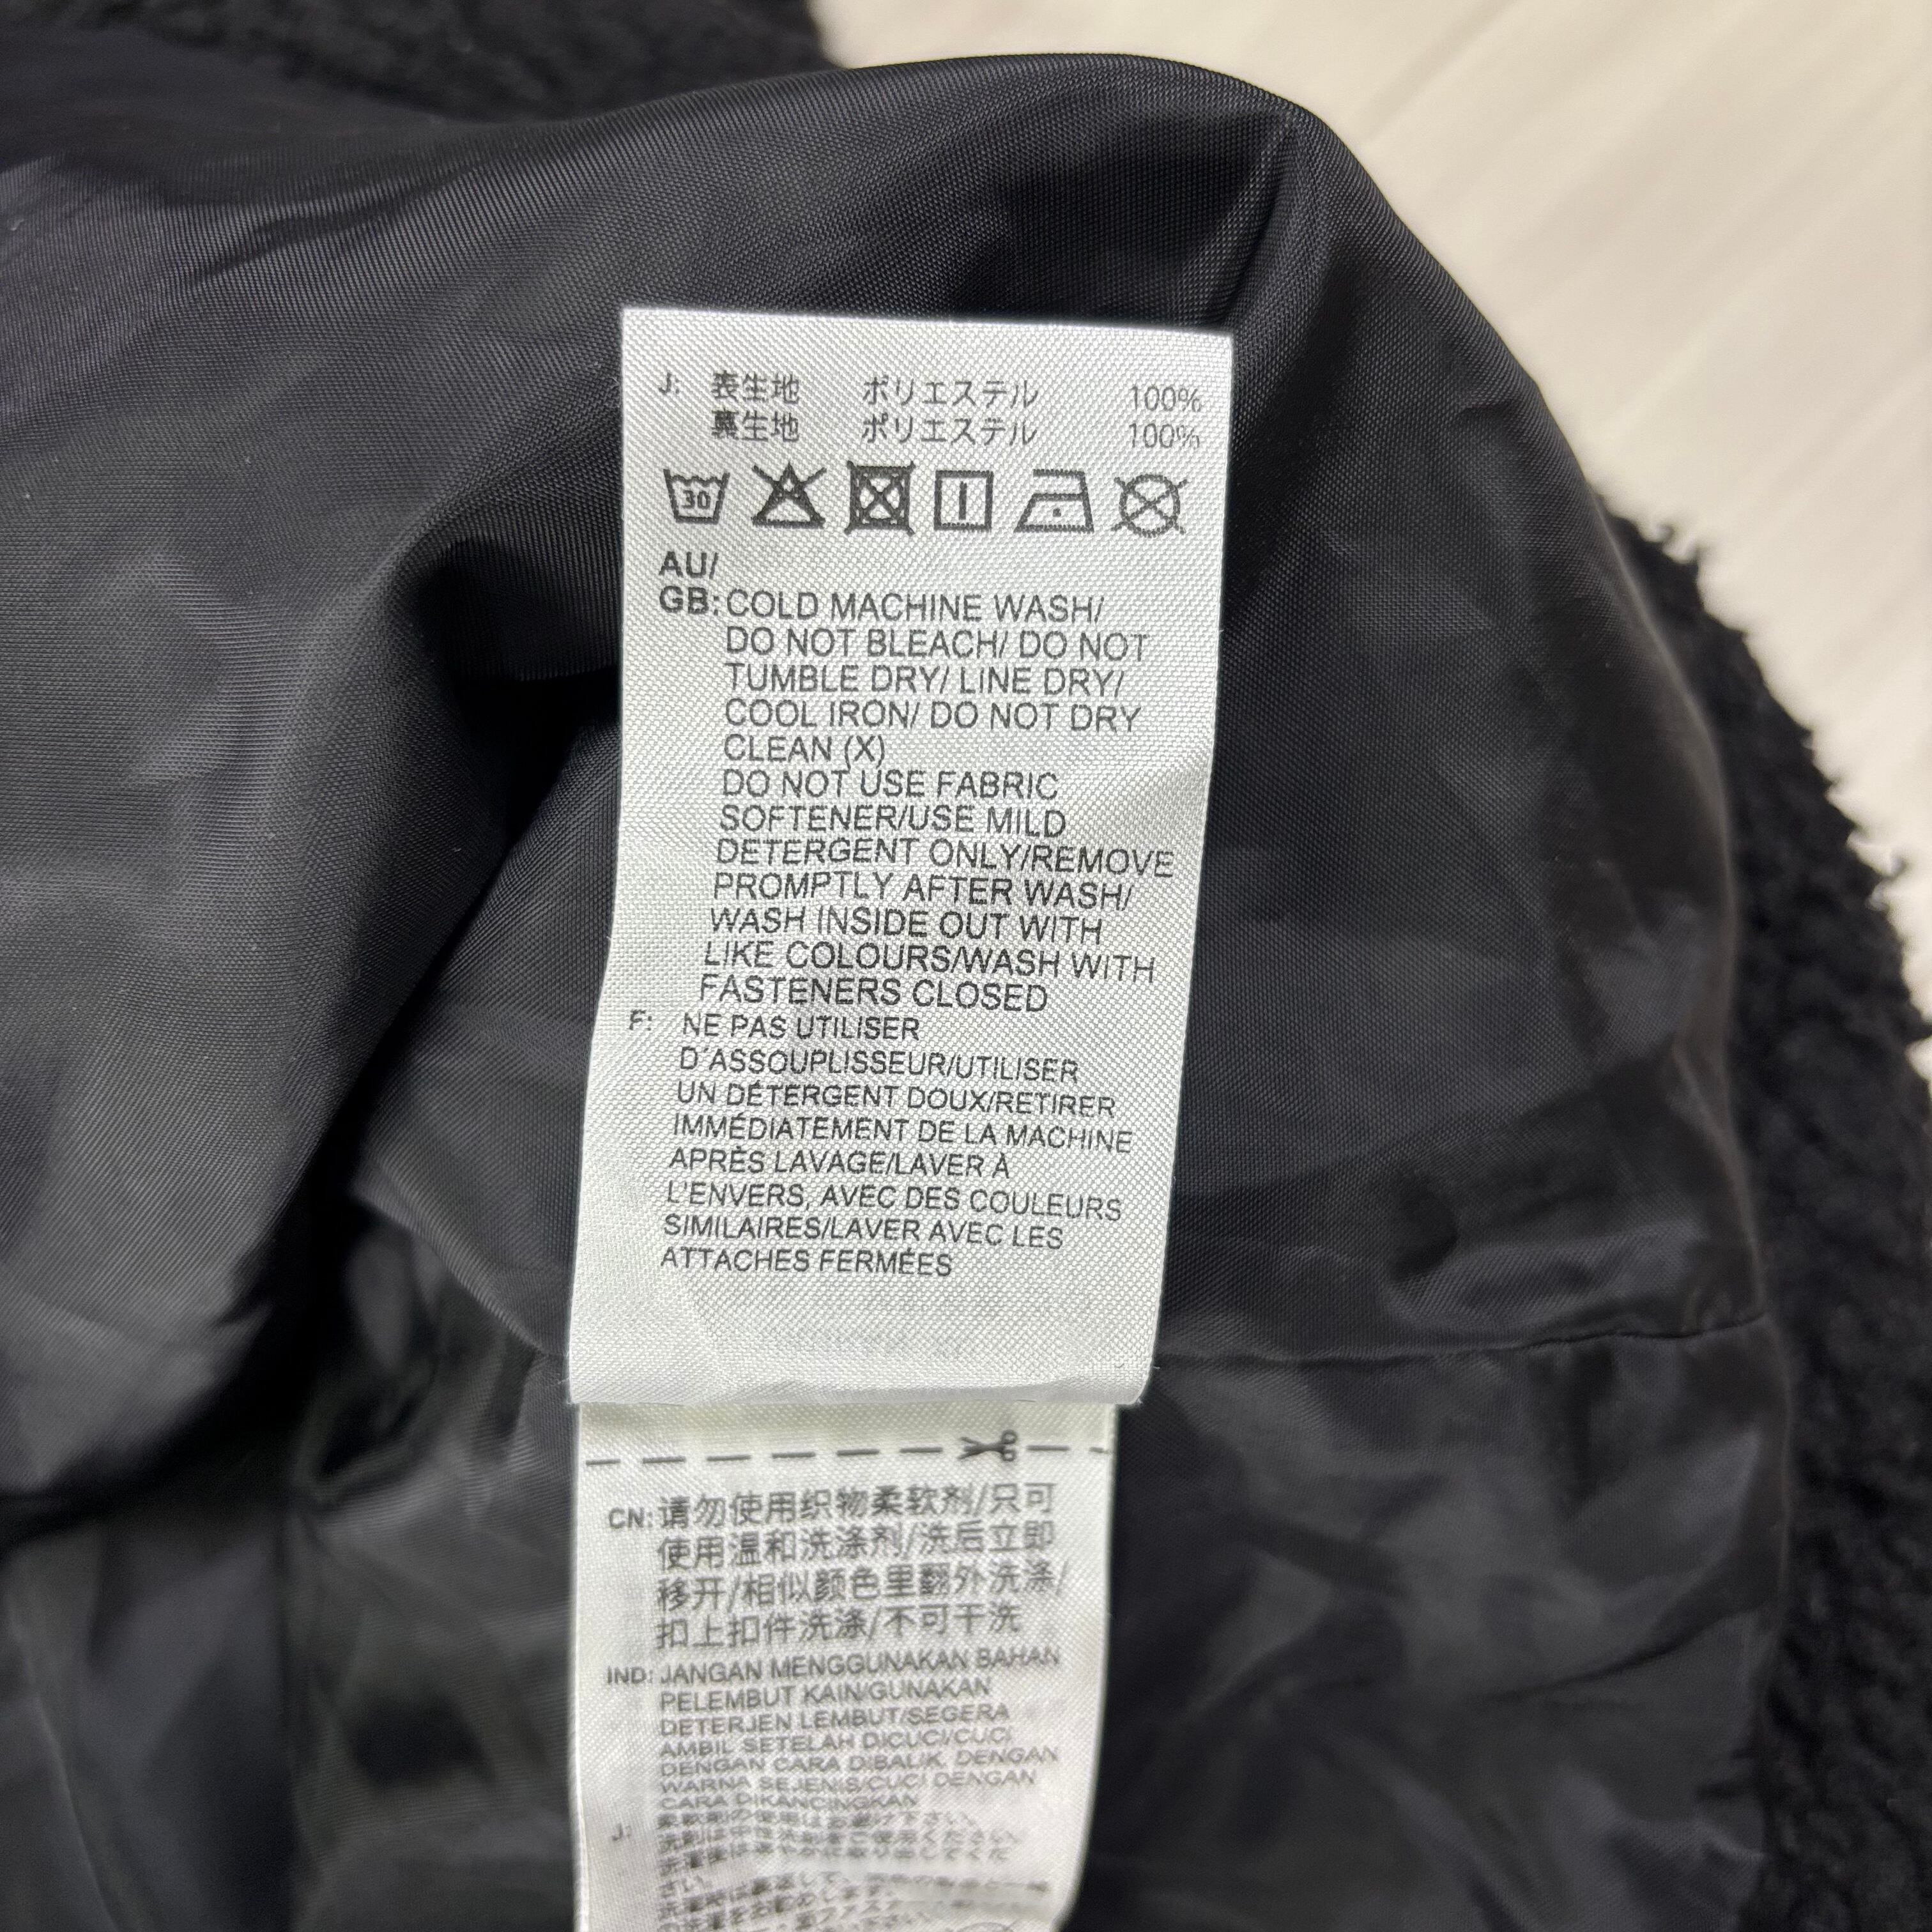 J: 表生地 ポリエステル 100%
裏生地 ポリエステル 100%
30
AU/
GB: COLD MACHINE WASH/
DO NOT BLEACH/ DO NOT
TUMBLE DRY/ LINE DRY/
COOL IRON/ DO NOT DRY
CLEAN (X)
DO NOT USE FABRIC
SOFTENER/USE MILD
DETERGENT ONLY/REMOVE
PROMPTLY AFTER WASH/
WASH INSIDE OUT WITH
LIKE COLOURS/WASH WITH
FASTENERS CLOSED
F: NE PAS UTILISER
D´ASSOUPLISSEUR/UTILISER
UN DÉTERGENT DOUX/RETIRER
IMMÉDIATEMENT DE LA MACHINE
APRÈS LAVAGE/LAVER À
L'ENVERS, AVEC DES COULEURS
SIMILAIRES/LAVER AVEC LES
ATTACHES FERMÉES
CN: 请勿使用织物柔软剂/只可
使用温和洗涤剂/洗后立即
移开/相似颜色里翻外洗涤/
扣上扣件洗涤/不可干洗
IND: JANGAN MENGGUNAKAN BAHAN
PELEMBUT KAIN/GUNAKAN
DETERJEN LEMBUT/SEGERA
AMBIL SETELAH DICUCI/CUCI
DENGAN CARA DIBALIK, DENGAN
WARNA SEJENIS/CUCI DENGAN
CARA DIKANCINGKAN
J: